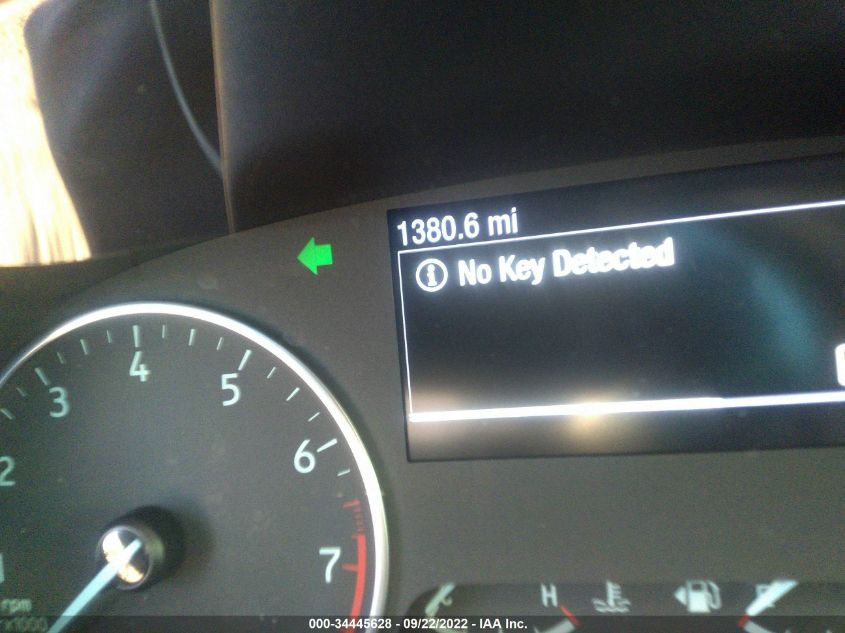 1380.6 mi
No Key Detected
4
3
5
2
6
1
7
rpm
x1000
H
000-34445628 - 09/22/2022 - IAA Inc.